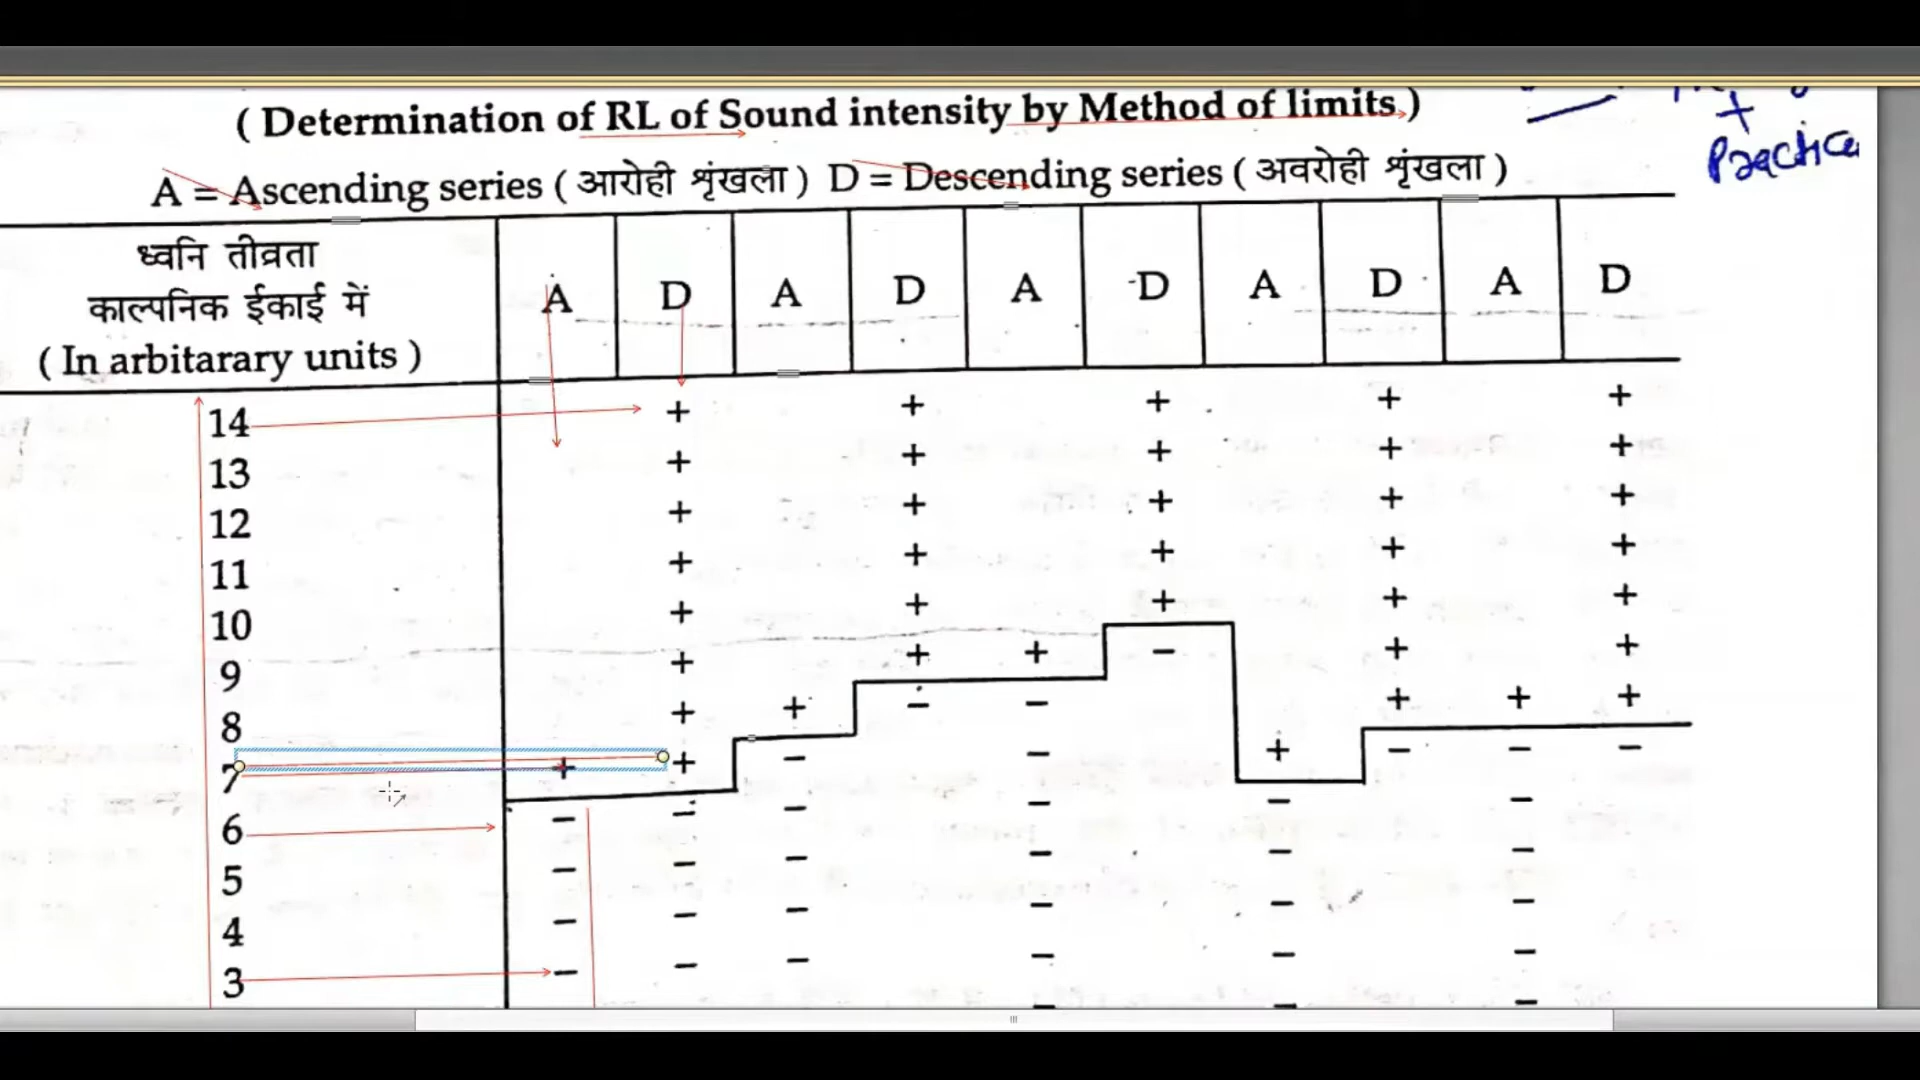 ( Determination of RL of Sound intensity by Method of limits )
+
Practice
A = Ascending series ( आरोही शृंखला ) D = Descending series ( अवरोही शृंखला )
ध्वनि तीव्रता
काल्पनिक ईकाई में
( In arbitarary units )
A D A D A D A D A D
14 + + + + +
13 + + + + +
12 + + + + +
11 + + + + +
10 + + + + +
9 + + + - + +
8 + + - - + + +
7 + + - - + - - -
6 - - - - - -
5 - - - - - -
4 - - - - - -
3 - - - - - -
- -